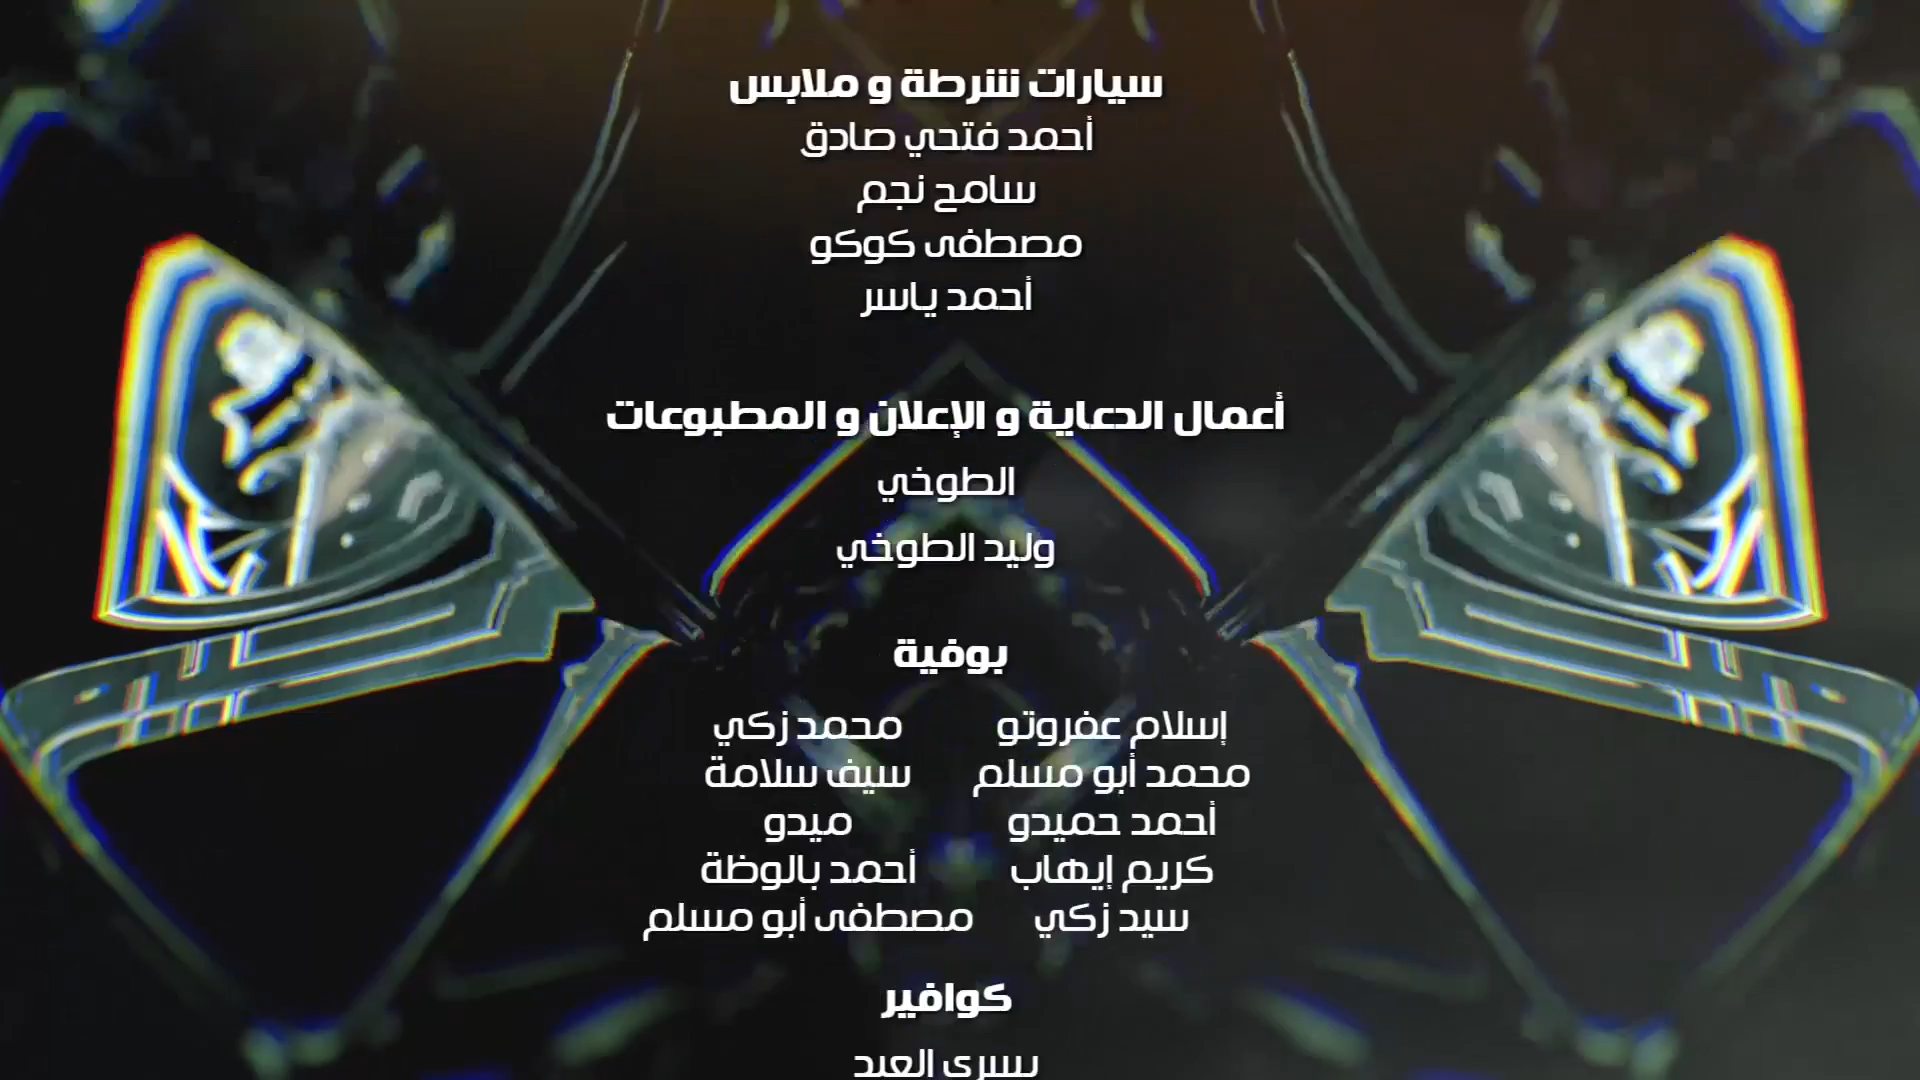 سيارات شرطة و ملابس
أحمد فتحي صادق
سامح نجم
مصطفى كوكو
أحمد ياسر
أعمال الدعاية و الإعلان و المطبوعات
الطوخي
وليد الطوخي
بوفية
إسلام عفروتو محمد زكي
محمد أبو مسلم سيف سلامة
أحمد حميدو ميدو
كريم إيهاب أحمد بالوظة
سيد زكي مصطفى أبو مسلم
كوافير